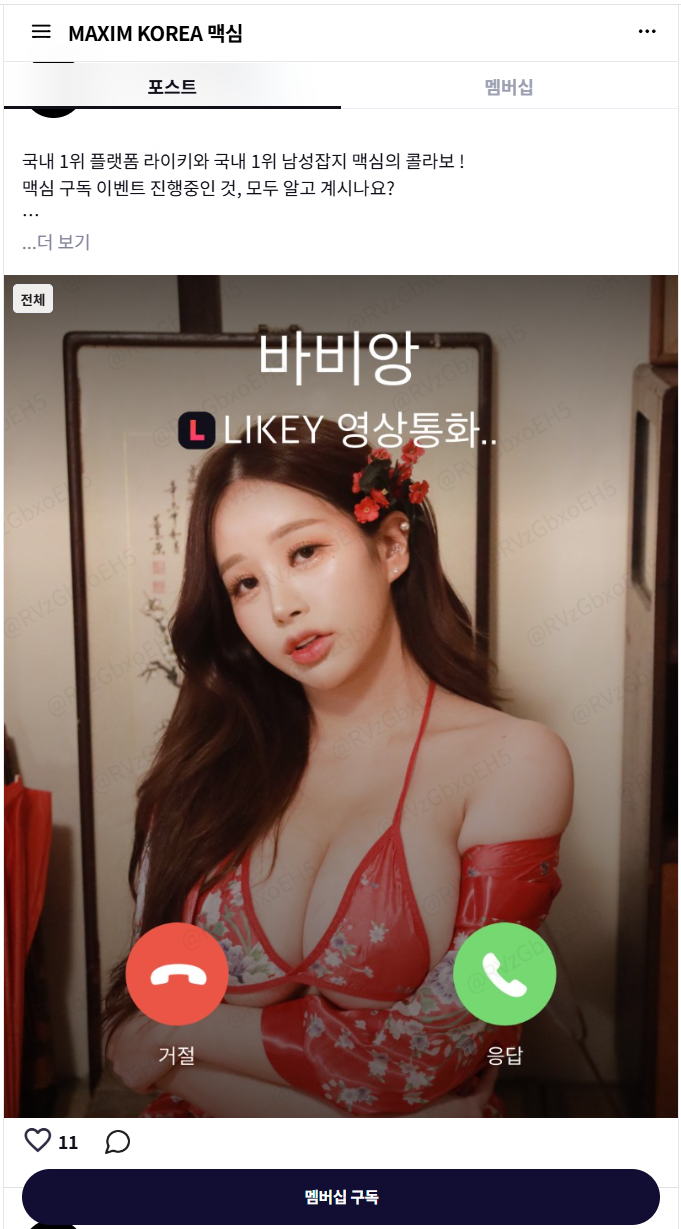 MAXIM KOREA 맥심
포스트
멤버십
국내 1위 플랫폼 라이키와 국내 1위 남성잡지 맥심의 콜라보 !
맥심 구독 이벤트 진행중인 것, 모두 알고 계시나요?
...
...더 보기
전체
바비앙
L LIKEY 영상통화..
@RVzGbxoEH5
거절
응답
11
멤버십 구독